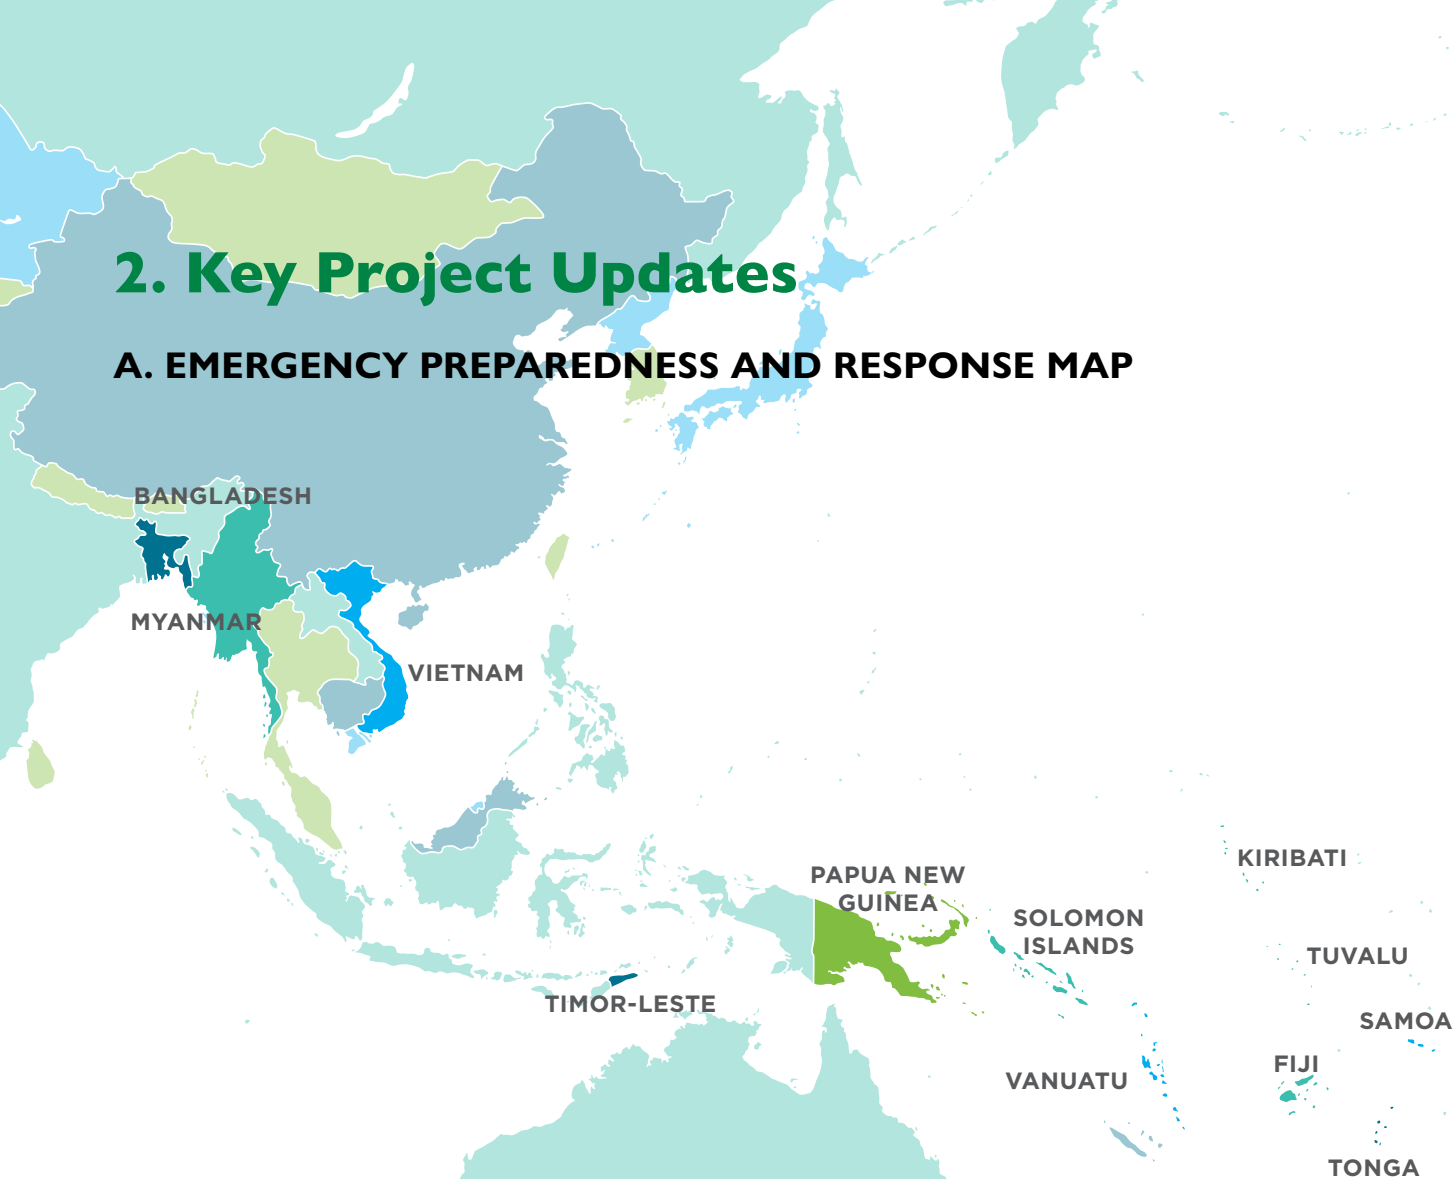 2. Key Project Updates
A. EMERGENCY PREPAREDNESS AND RESPONSE MAP
BANGLADESH
MYANMAR
VIETNAM
KIRIBATI
PAPUA NEW
GUINEA
SOLOMON
ISLANDS
TUVALU
TIMOR-LESTE
SAMOA
FIJI
VANUATU
TONGA